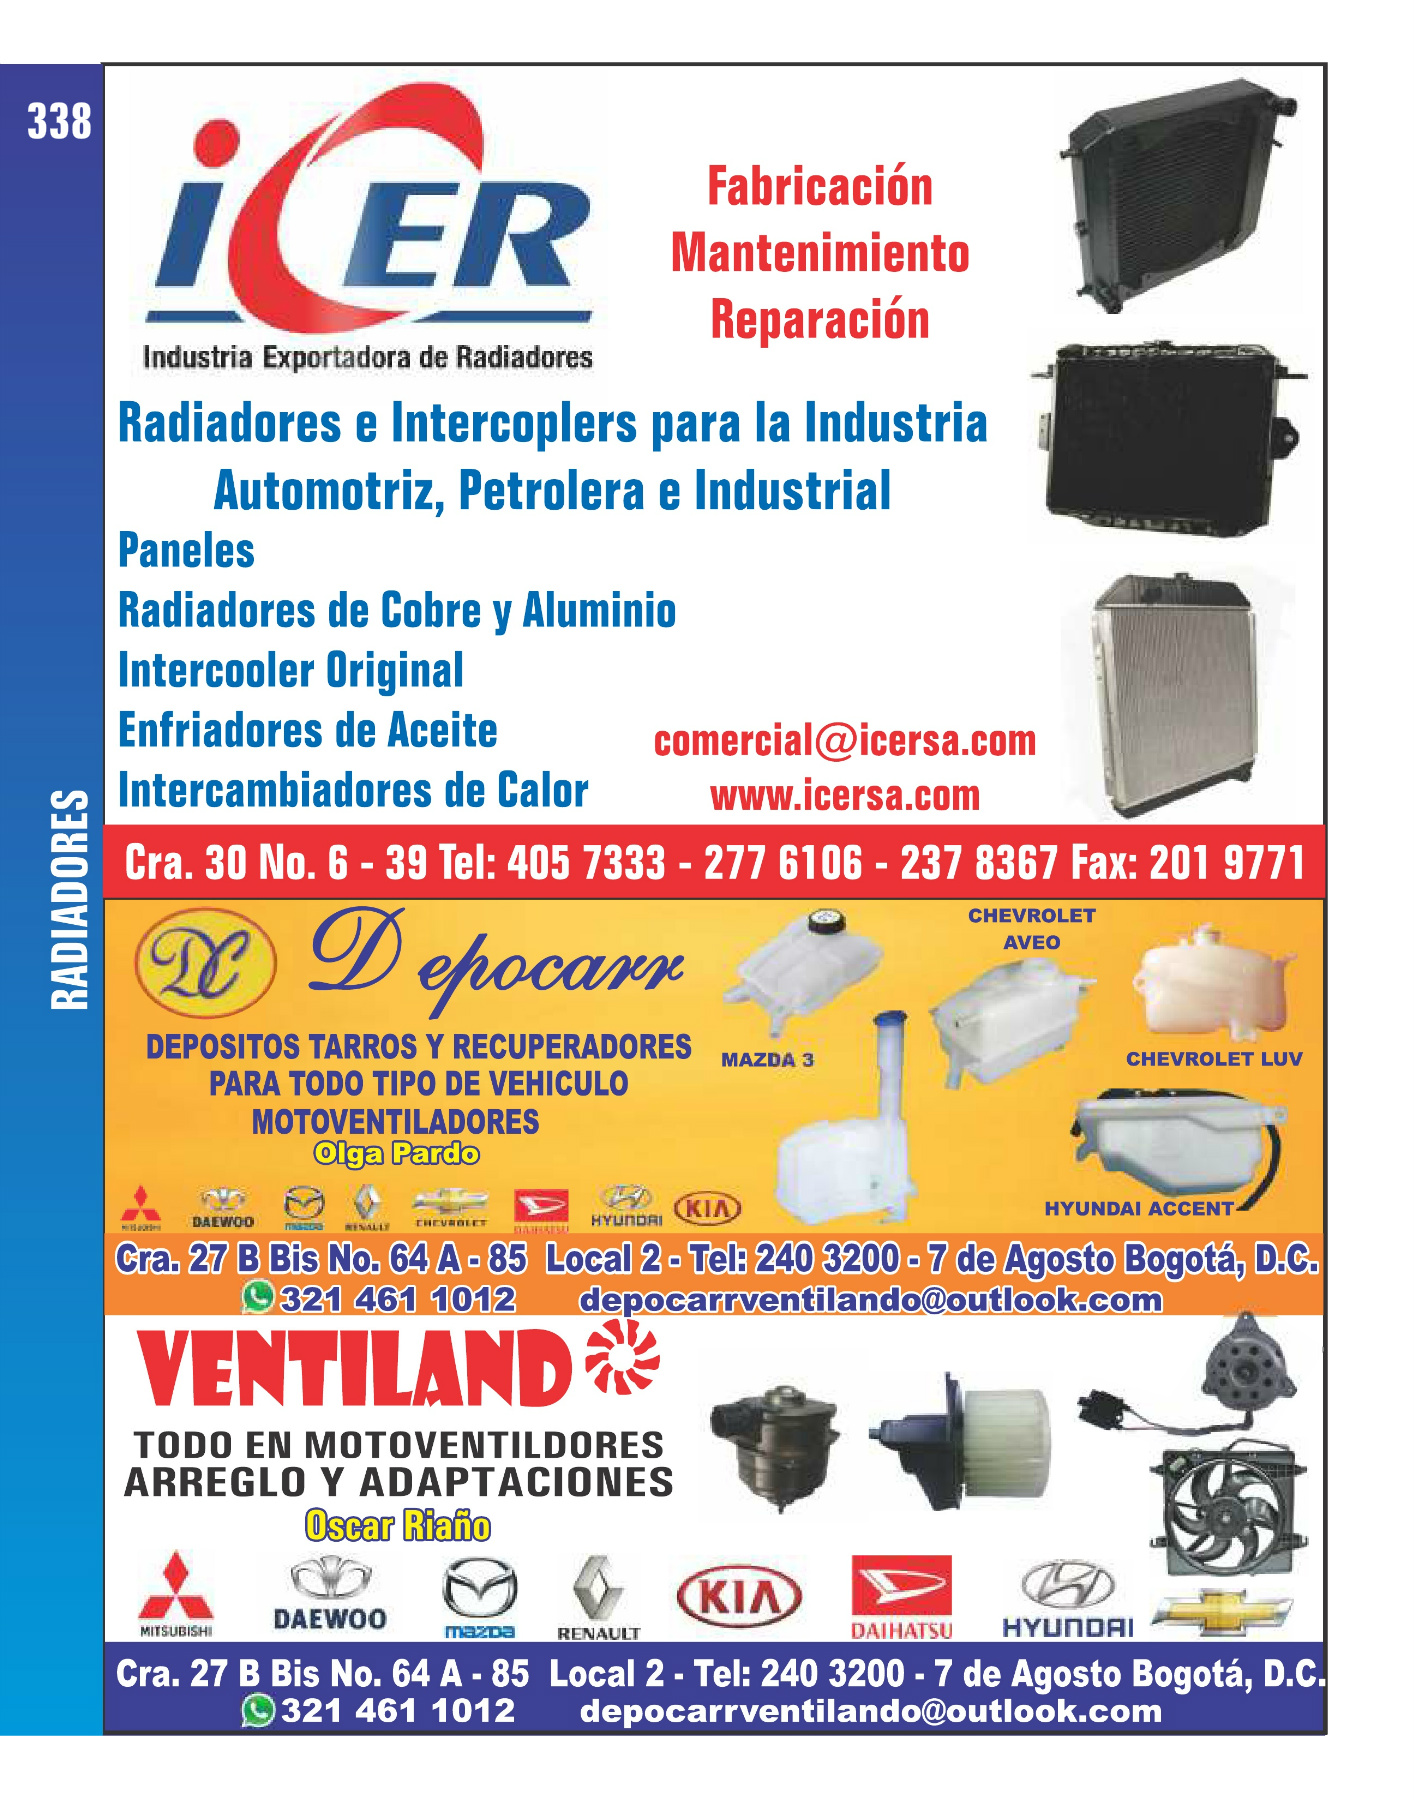 338
RADIADORES
iCER
Industria Exportadora de Radiadores
Fabricación
Mantenimiento
Reparación
Radiadores e Intercoplers para la Industria
Automotriz, Petrolera e Industrial
Paneles
Radiadores de Cobre y Aluminio
Intercooler Original
Enfriadores de Aceite
Intercambiadores de Calor
comercial@icersa.com
www.icersa.com
Cra. 30 No. 6 - 39 Tel: 405 7333 - 277 6106 - 237 8367 Fax: 201 9771
DC
Depocarr
DEPOSITOS TARROS Y RECUPERADORES
PARA TODO TIPO DE VEHICULO
MOTOVENTILADORES
Olga Pardo
MAZDA 3
CHEVROLET
AVEO
CHEVROLET LUV
HYUNDAI ACCENT
MITSUBISHI
DAEWOO
mazda
RENAULT
CHEVROLET
DAIHATSU
HYUNDAI
KIA
Cra. 27 B Bis No. 64 A - 85 Local 2 - Tel: 240 3200 - 7 de Agosto Bogotá, D.C.
321 461 1012 depocarrventilando@outlook.com
VENTILAND
TODO EN MOTOVENTILDORES
ARREGLO Y ADAPTACIONES
Oscar Riaño
MITSUBISHI
DAEWOO
mazda
RENAULT
KIA
DAIHATSU
HYUNDAI
Cra. 27 B Bis No. 64 A - 85 Local 2 - Tel: 240 3200 - 7 de Agosto Bogotá, D.C.
321 461 1012 depocarrventilando@outlook.com